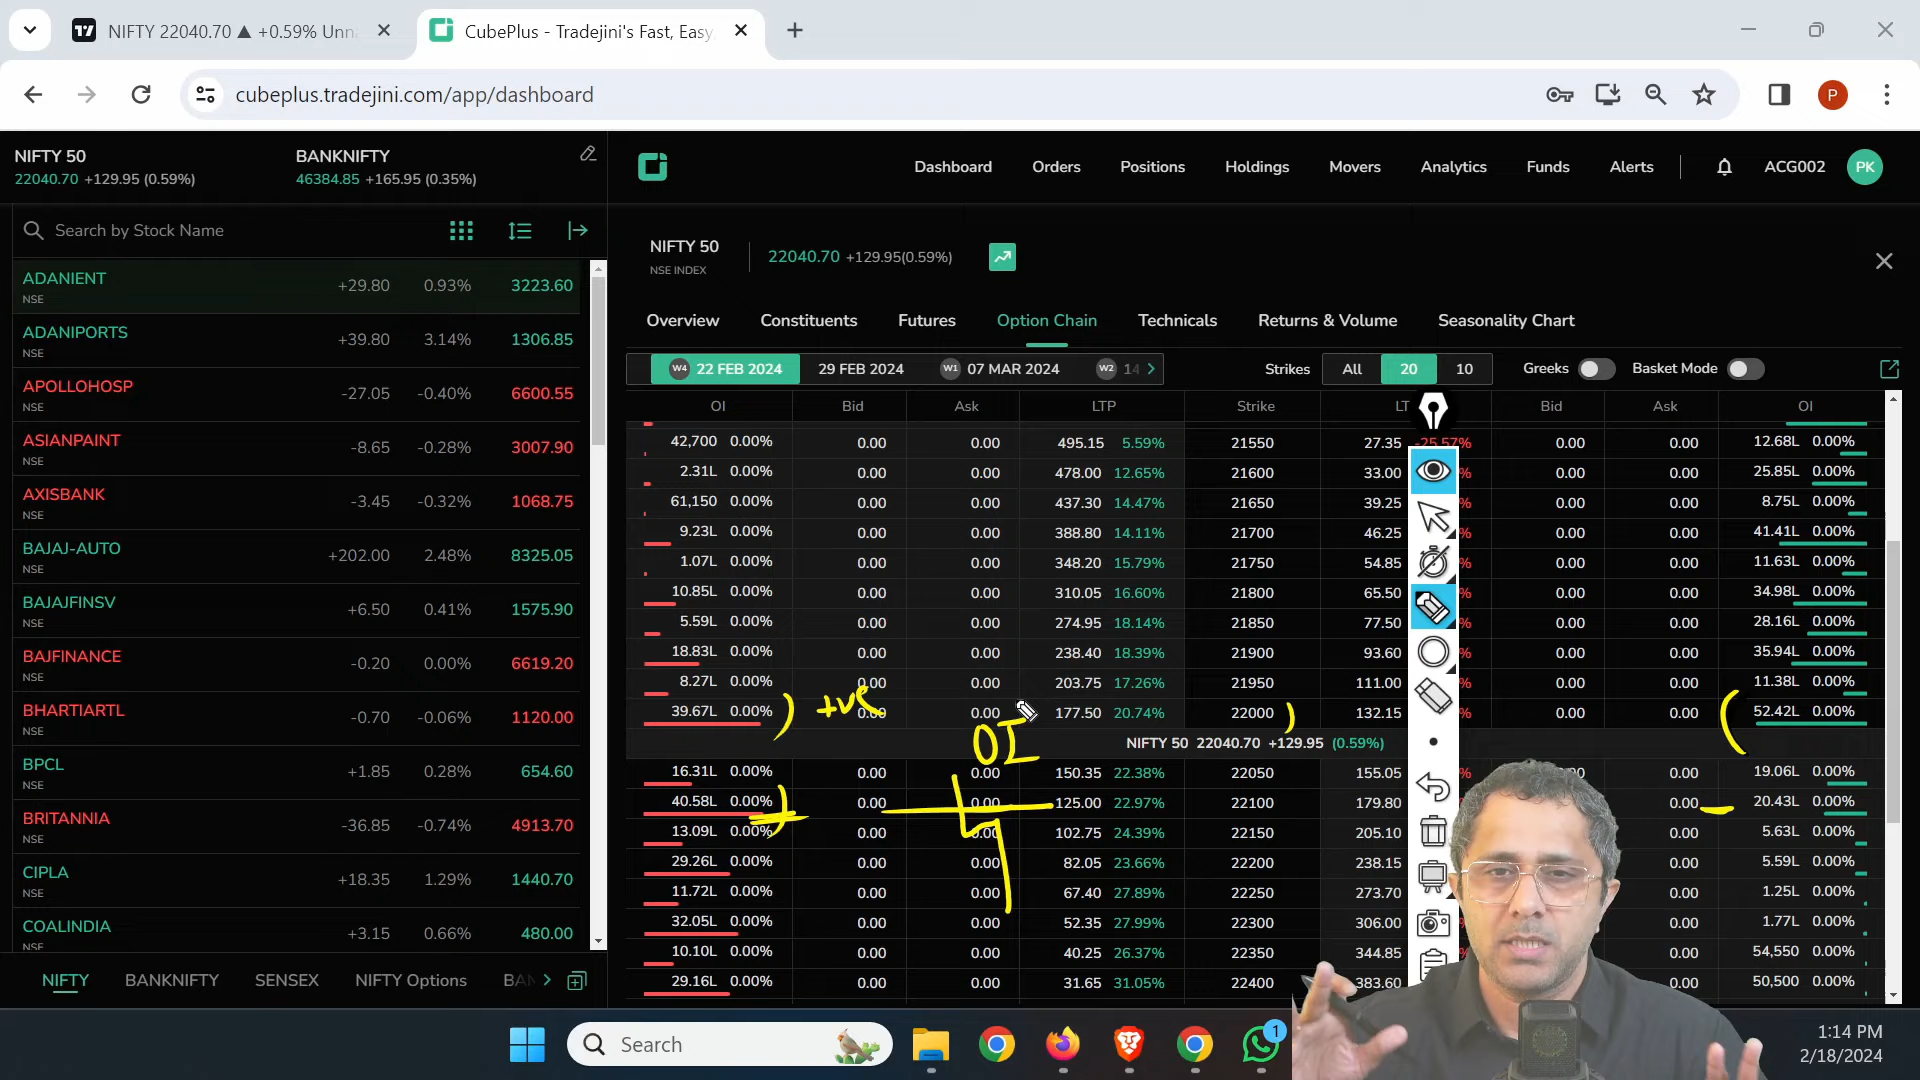 NIFTY 22040.70 ▲ +0.59% Unn
CubePlus - Tradejini's Fast, Easy,
cubeplus.tradejini.com/app/dashboard
P
NIFTY 50
22040.70 +129.95 (0.59%)
BANKNIFTY
46384.85 +165.95 (0.35%)
Dashboard Orders Positions Holdings Movers Analytics Funds Alerts ACG002 PK
Search by Stock Name
ADANIENT +29.80 0.93% 3223.60
NSE
ADANIPORTS +39.80 3.14% 1306.85
NSE
APOLLOHOSP -27.05 -0.40% 6600.55
NSE
ASIANPAINT -8.65 -0.28% 3007.90
NSE
AXISBANK -3.45 -0.32% 1068.75
NSE
BAJAJ-AUTO +202.00 2.48% 8325.05
NSE
BAJAJFINSV +6.50 0.41% 1575.90
NSE
BAJFINANCE -0.20 0.00% 6619.20
NSE
BHARTIARTL -0.70 -0.06% 1120.00
NSE
BPCL +1.85 0.28% 654.60
NSE
BRITANNIA -36.85 -0.74% 4913.70
NSE
CIPLA +18.35 1.29% 1440.70
NSE
COALINDIA +3.15 0.66% 480.00
NSE
NIFTY BANKNIFTY SENSEX NIFTY Options BAN
NIFTY 50
NSE INDEX
22040.70 +129.95(0.59%)
Overview Constituents Futures Option Chain Technicals Returns & Volume Seasonality Chart
W4 22 FEB 2024 29 FEB 2024 W1 07 MAR 2024 W2 14
Strikes All 20 10 Greeks Basket Mode
OI Bid Ask LTP Strike LT Bid Ask OI
42,700 0.00% 0.00 0.00 495.15 5.59% 21550 27.35 -25.57% 0.00 0.00 12.68L 0.00%
2.31L 0.00% 0.00 0.00 478.00 12.65% 21600 33.00 % 0.00 0.00 25.85L 0.00%
61,150 0.00% 0.00 0.00 437.30 14.47% 21650 39.25 % 0.00 0.00 8.75L 0.00%
9.23L 0.00% 0.00 0.00 388.80 14.11% 21700 46.25 % 0.00 0.00 41.41L 0.00%
1.07L 0.00% 0.00 0.00 348.20 15.79% 21750 54.85 % 0.00 0.00 11.63L 0.00%
10.85L 0.00% 0.00 0.00 310.05 16.60% 21800 65.50 % 0.00 0.00 34.98L 0.00%
5.59L 0.00% 0.00 0.00 274.95 18.14% 21850 77.50 % 0.00 0.00 28.16L 0.00%
18.83L 0.00% 0.00 0.00 238.40 18.39% 21900 93.60 % 0.00 0.00 35.94L 0.00%
8.27L 0.00% 0.00 0.00 203.75 17.26% 21950 111.00 % 0.00 0.00 11.38L 0.00%
39.67L 0.00% ) +ve 0.00 0.00 177.50 20.74% 22000 ) 132.15 % 0.00 0.00 ( 52.42L 0.00%
OI
NIFTY 50 22040.70 +129.95 (0.59%)
16.31L 0.00% 0.00 0.00 150.35 22.38% 22050 155.05 % 0.00 0.00 19.06L 0.00%
40.58L 0.00% 0.00 0.00 125.00 22.97% 22100 179.80 0.00 20.43L 0.00%
13.09L 0.00% 0.00 0.00 102.75 24.39% 22150 205.10 0.00 5.63L 0.00%
29.26L 0.00% 0.00 0.00 82.05 23.66% 22200 238.15 0.00 5.59L 0.00%
11.72L 0.00% 0.00 0.00 67.40 27.89% 22250 273.70 0.00 1.25L 0.00%
32.05L 0.00% 0.00 0.00 52.35 27.99% 22300 306.00 0.00 1.77L 0.00%
10.10L 0.00% 0.00 0.00 40.25 26.37% 22350 344.85 0.00 54,550 0.00%
29.16L 0.00% 0.00 0.00 31.65 31.05% 22400 383.60 0.00 50,500 0.00%
Search
1
1:14 PM
2/18/2024